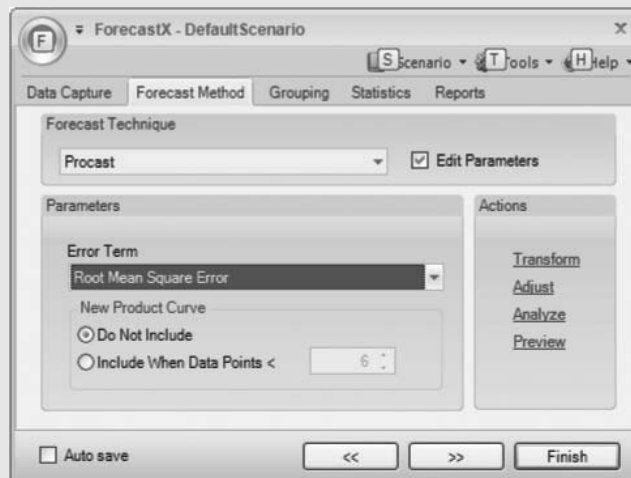 F
ForecastX - DefaultScenario
S Scenario T Tools H Help
Data Capture Forecast Method Grouping Statistics Reports
Forecast Technique
Procast Edit Parameters
Parameters
Actions
Error Term
Root Mean Square Error
New Product Curve
Do Not Include
Include When Data Points < 6
Transform
Adjust
Analyze
Preview
Auto save << >> Finish